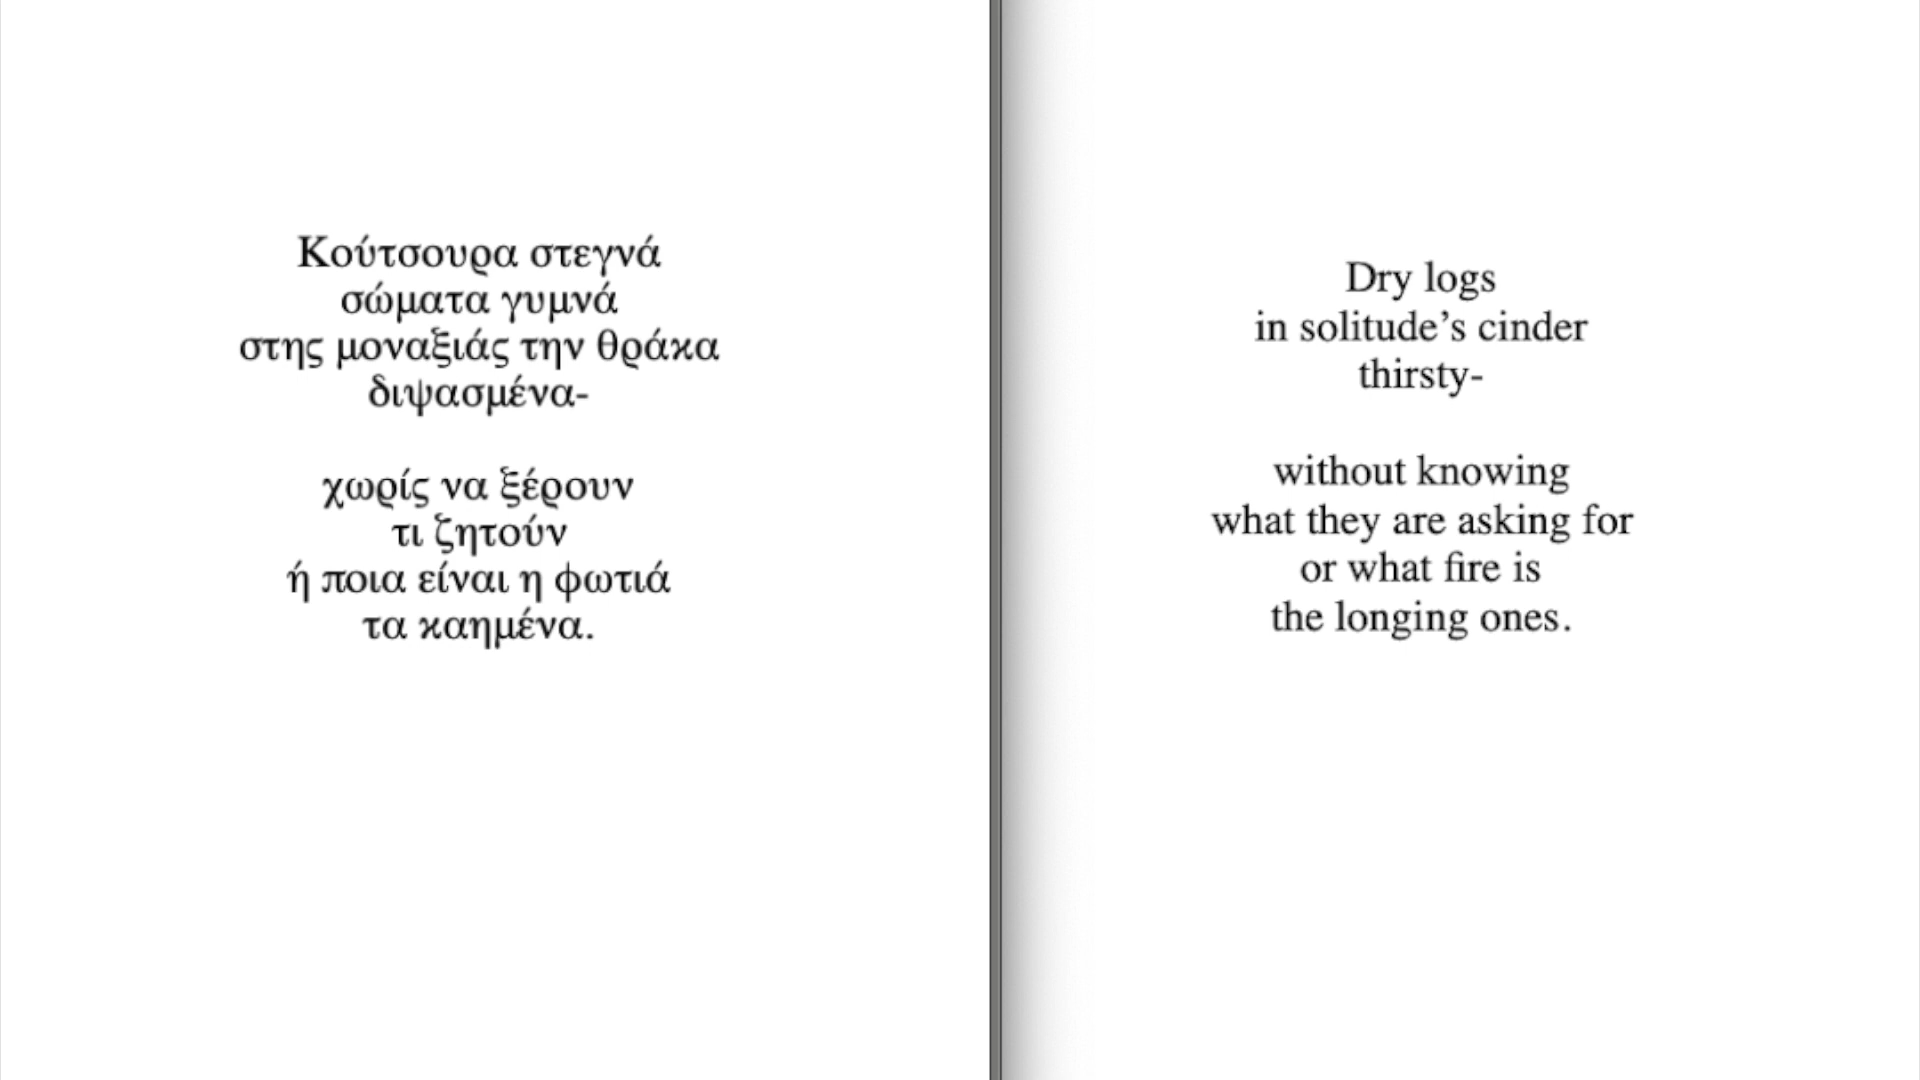 Κούτσουρα στεγνά
σώματα γυμνά
στης μοναξιάς την θράκα
διψασμένα-
χωρίς να ξέρουν
τι ζητούν
ή ποια είναι η φωτιά
τα καημένα.
Dry logs
in solitude’s cinder
thirsty-
without knowing
what they are asking for
or what fire is
the longing ones.